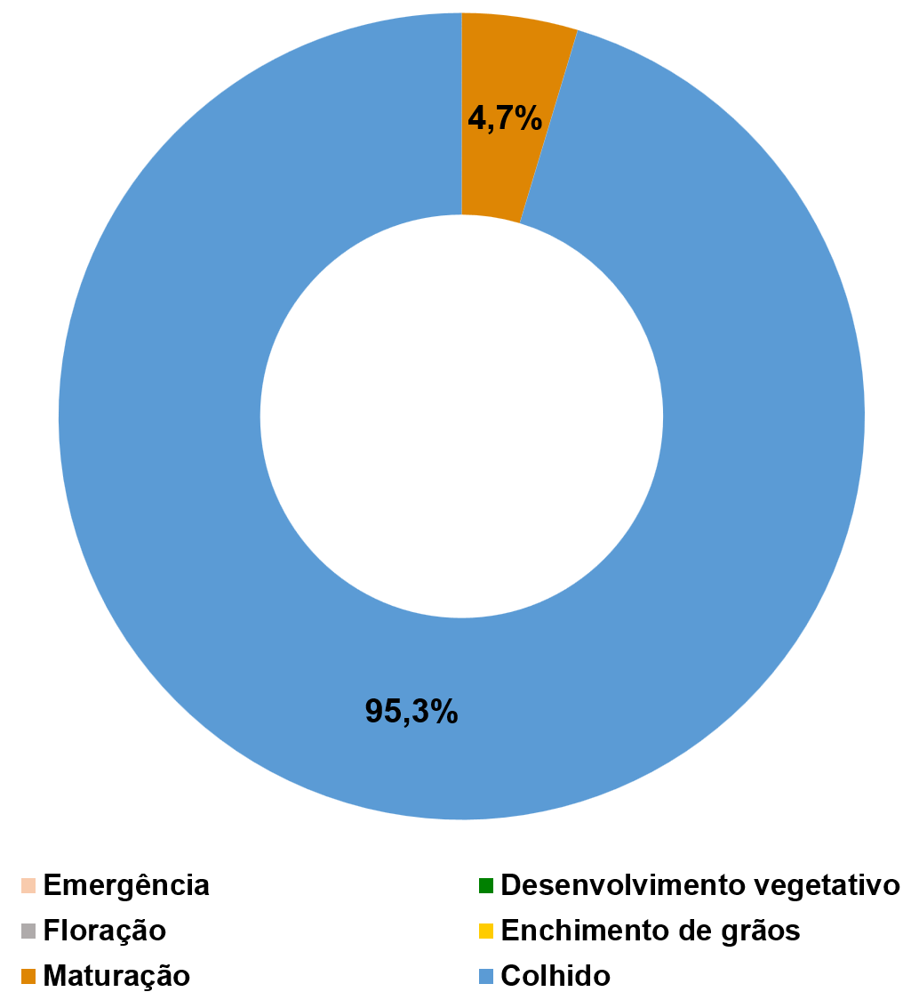 4,7%
95,3%
Emergência
Desenvolvimento vegetativo
Floração
Enchimento de grãos
Maturação
Colhido